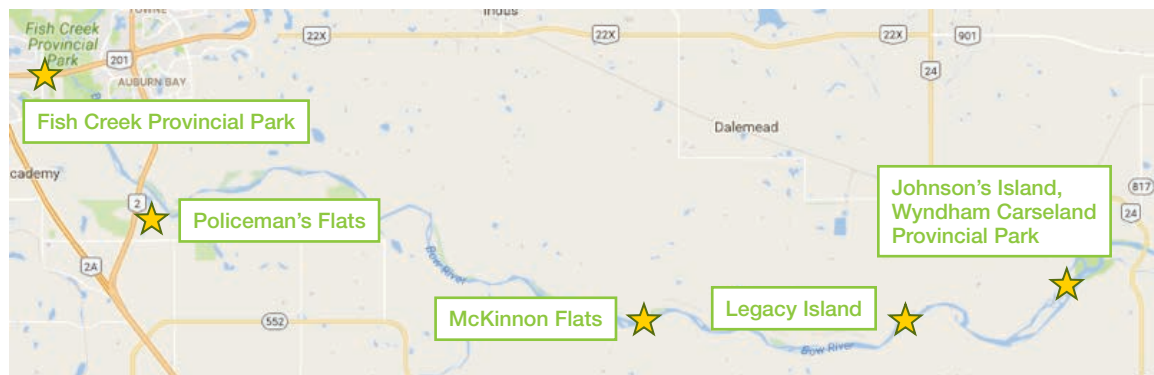 TOWNE
Indus
Fish Creek
Provincial
Park
22X
22X
22X
901
201
24
AUBURN BAY
Fish Creek Provincial Park
Dalemead
cademy
Johnson's Island,
Wyndham Carseland
Provincial Park
817
2
24
Policeman's Flats
2A
Bow River
McKinnon Flats
Legacy Island
552
Bow River